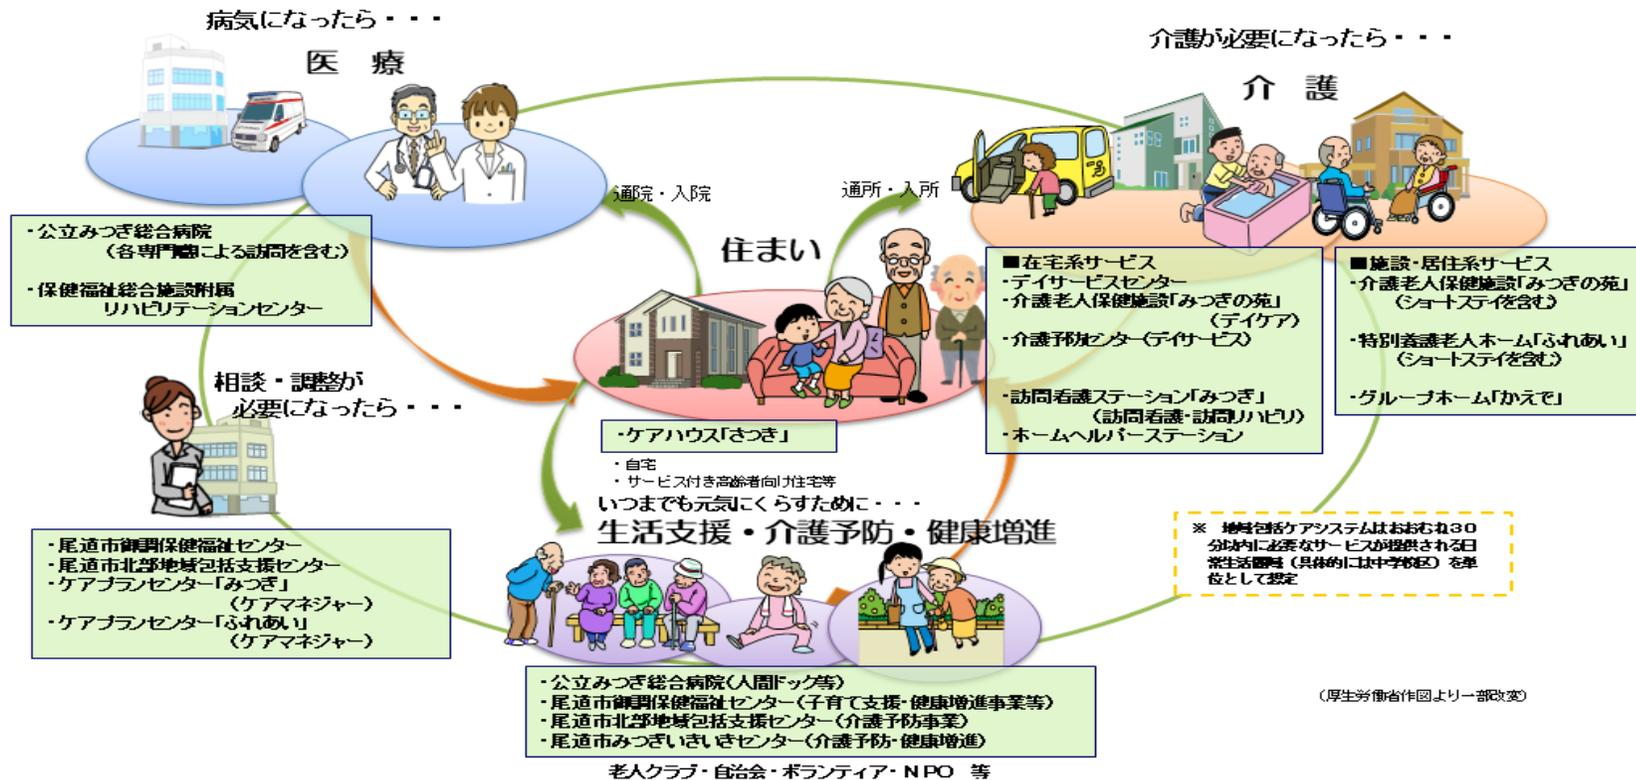 病気になったら・・・
医 療
・公立みつぎ総合病院
(各専門職による訪問を含む)
・保健福祉総合施設附属
リハビリテーションセンター
介護が必要になったら・・・
介 護
通院・入院
通所・入所
住まい
■在宅系サービス
・デイサービスセンター
・介護老人保健施設「みつぎの苑」
(デイケア)
・介護予防センター(デイサービス)
・訪問看護ステーション「みつぎ」
(訪問看護・訪問リハビリ)
・ホームヘルパーステーション
■施設・居住系サービス
・介護老人保健施設「みつぎの苑」
(ショートステイを含む)
・特別養護老人ホーム「ふれあい」
(ショートステイを含む)
・グループホーム「かえで」
相談・調整が
必要になったら・・・
・尾道市御調保健福祉センター
・尾道市北部地域包括支援センター
・ケアプランセンター「みつぎ」
(ケアマネジャー)
・ケアプランセンター「ふれあい」
(ケアマネジャー)
・ケアハウス「さつき」
・自宅
・サービス付き高齢者向け住宅等
いつまでも元気にくらすために・・・
生活支援・介護予防・健康増進
・公立みつぎ総合病院(人間ドック等)
・尾道市御調保健福祉センター(子育て支援・健康増進事業等)
・尾道市北部地域包括支援センター(介護予防事業)
・尾道市みつぎいきいきセンター(介護予防・健康増進)
老人クラブ・自治会・ボランティア・NPO 等
※ 地域包括ケアシステムはおおむね30
分以内に必要なサービスが提供される日
常生活圏域（具体的には中学校区）を単
位として想定
（厚生労働省作図より一部改変）